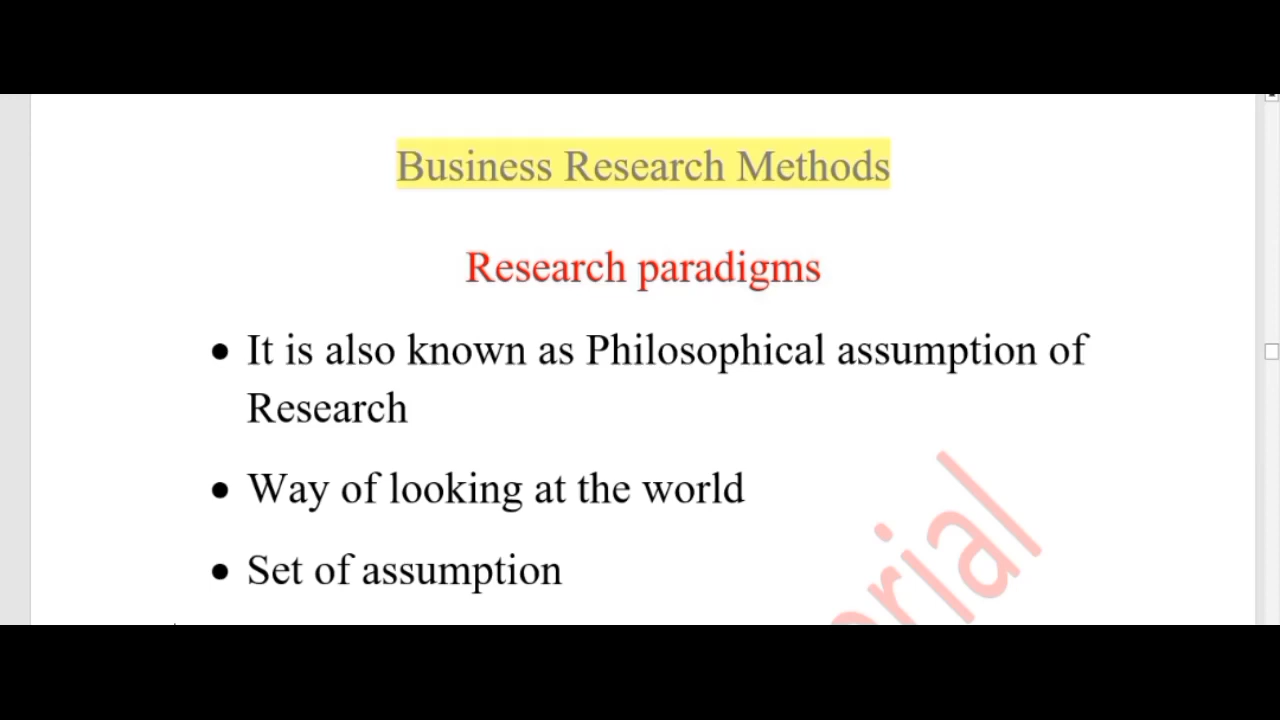 Business Research Methods
Research paradigms
• It is also known as Philosophical assumption of
Research
• Way of looking at the world
• Set of assumption